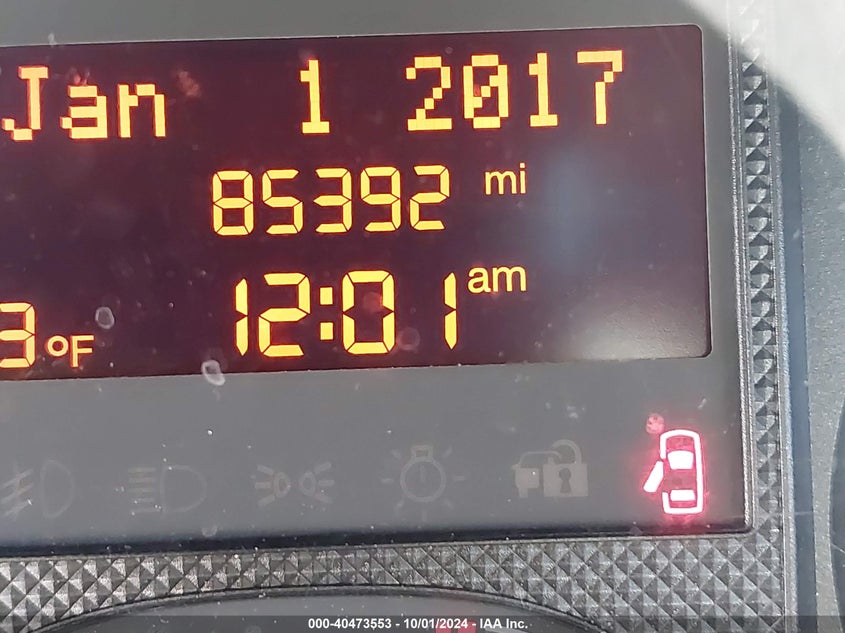 Jan 1 2017
85392 mi
3 °F 12:01 am
000-40473553 - 10/01/2024 - IAA Inc.